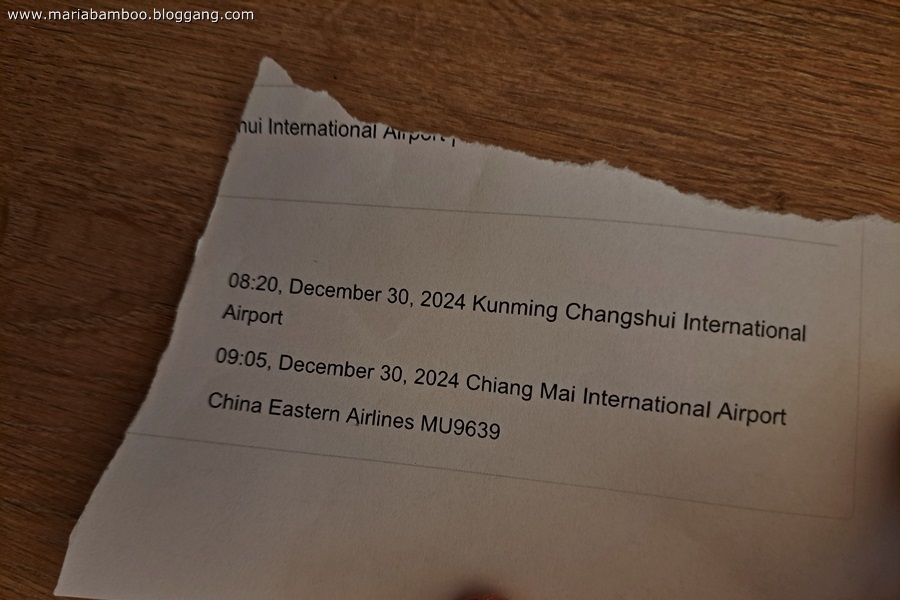 www.mariabamboo.bloggang.com
hui International Airport
08:20, December 30, 2024 Kunming Changshui International
Airport
09:05, December 30, 2024 Chiang Mai International Airport
China Eastern Airlines MU9639